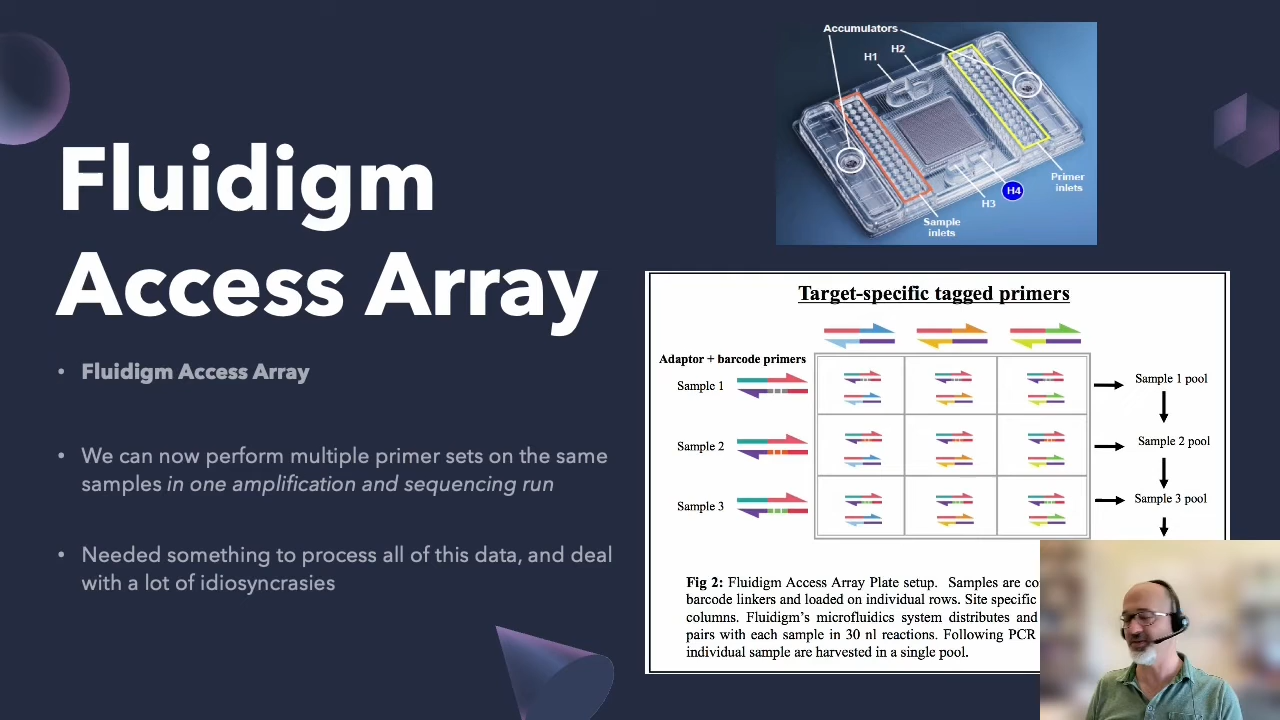 Fluidigm
Access Array
• Fluidigm Access Array
• We can now perform multiple primer sets on the same
samples in one amplification and sequencing run
• Needed something to process all of this data, and deal
with a lot of idiosyncrasies
Accumulators
H1
H2
H3
H4
Primer
inlets
Sample
inlets
Target-specific tagged primers
Adaptor + barcode primers
Sample 1
Sample 1 pool
Sample 2
Sample 2 pool
Sample 3
Sample 3 pool
Fig 2: Fluidigm Access Array Plate setup. Samples are co
barcode linkers and loaded on individual rows. Site specific
columns. Fluidigm's microfluidics system distributes and
pairs with each sample in 30 nl reactions. Following PCR
individual sample are harvested in a single pool.